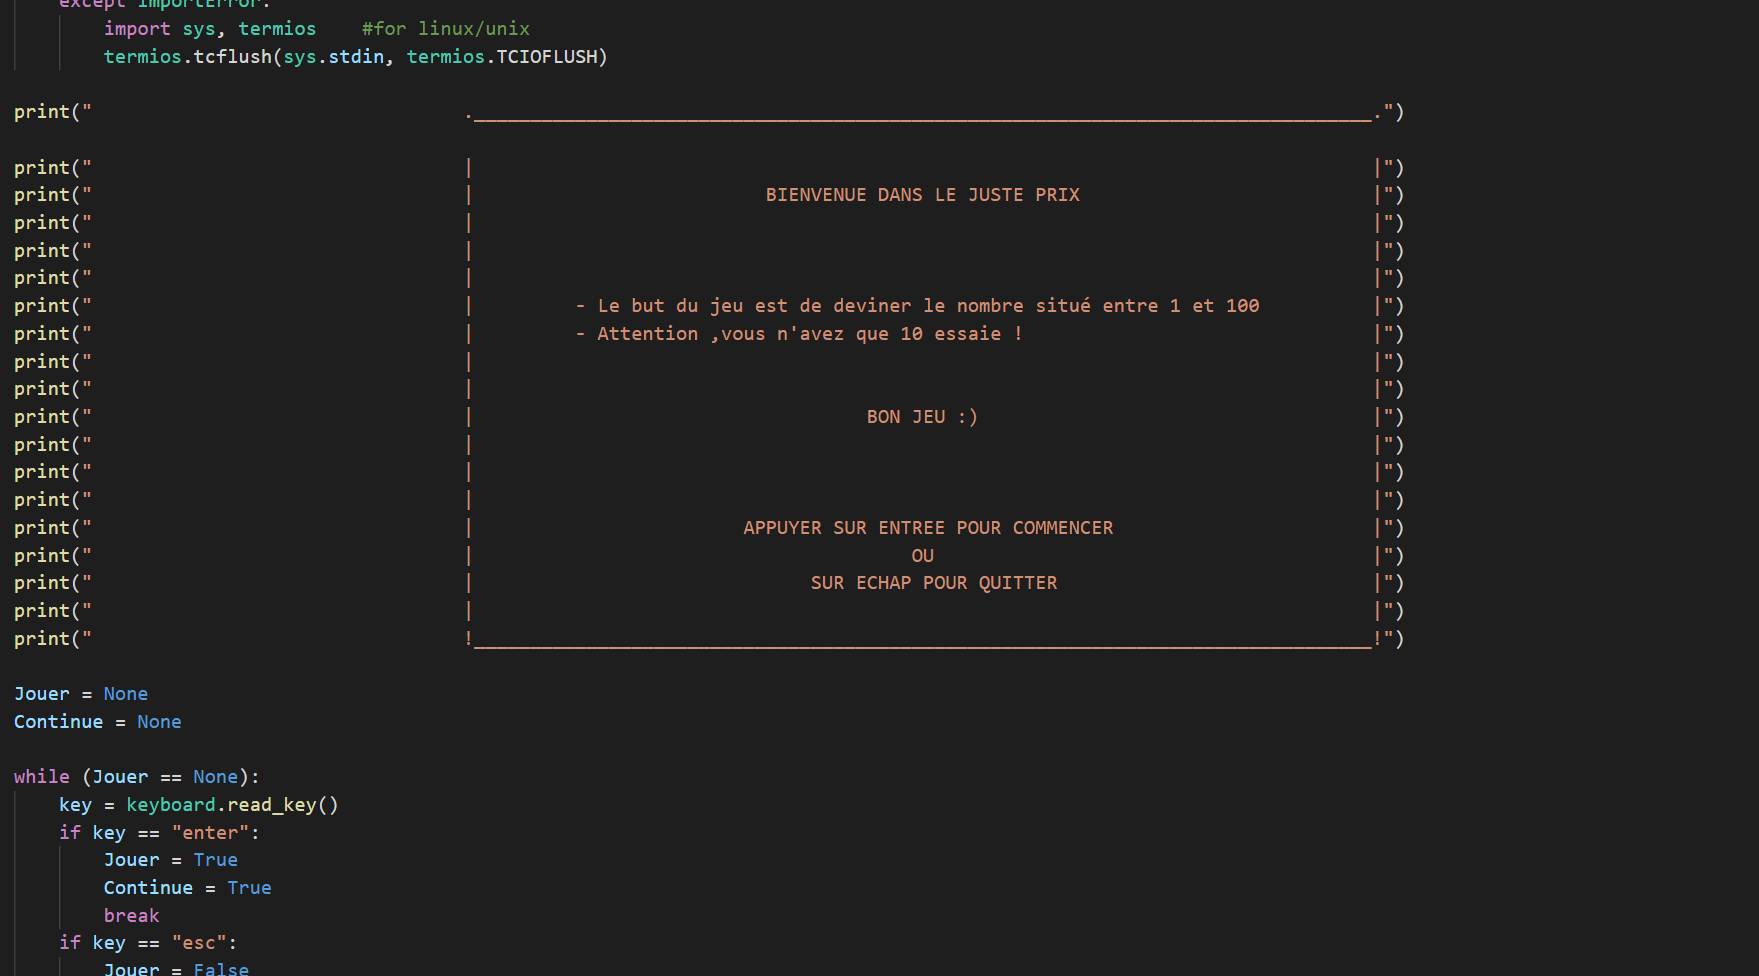 except ImportError:
        import sys, termios    #for linux/unix
        termios.tcflush(sys.stdin, termios.TCIOFLUSH)
print("                                  .________________________________________________________________________________.")
print("                                  |                                                                                |")
print("                                  |                          BIENVENUE DANS LE JUSTE PRIX                          |")
print("                                  |                                                                                |")
print("                                  |                                                                                |")
print("                                  |                                                                                |")
print("                                  |         - Le but du jeu est de deviner le nombre situé entre 1 et 100          |")
print("                                  |         - Attention ,vous n'avez que 10 essaie !                               |")
print("                                  |                                                                                |")
print("                                  |                                                                                |")
print("                                  |                                   BON JEU :)                                   |")
print("                                  |                                                                                |")
print("                                  |                                                                                |")
print("                                  |                                                                                |")
print("                                  |                        APPUYER SUR ENTREE POUR COMMENCER                       |")
print("                                  |                                       OU                                       |")
print("                                  |                              SUR ECHAP POUR QUITTER                            |")
print("                                  |                                                                                |")
print("                                  !________________________________________________________________________________!")
Jouer = None
Continue = None
while (Jouer == None):
    key = keyboard.read_key()
    if key == "enter":
        Jouer = True
        Continue = True
        break
    if key == "esc":
        Jouer = False